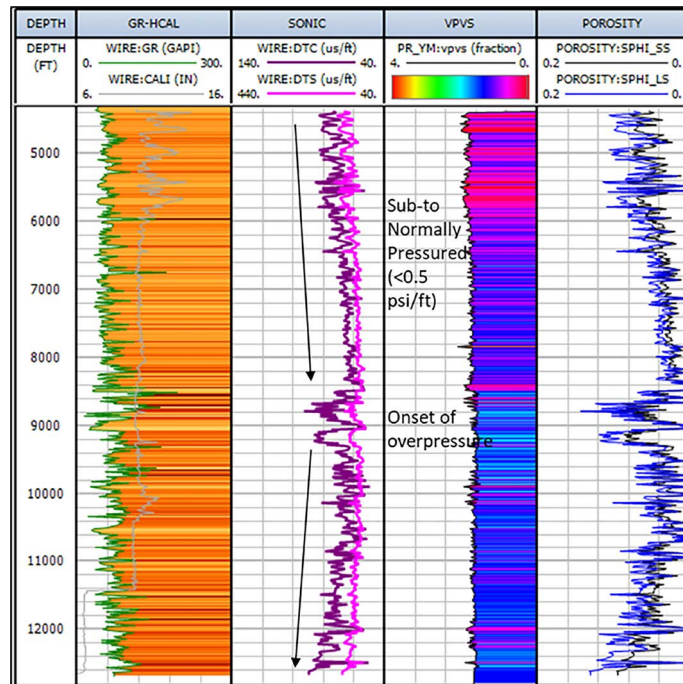 DEPTH GR-HCAL SONIC VPVS POROSITY
DEPTH (FT)
WIRE:GR (GAPI)
0. 300.
WIRE:CALI (IN)
6. 16.
WIRE:DTC (us/ft)
140. 40.
WIRE:DTS (us/ft)
440. 40.
PR_YM:vpvs (fraction)
4. 0.
POROSITY:SPHI_SS
0.2 0.
POROSITY:SPHI_LS
0.2 0.
5000
6000
7000
8000
9000
10000
11000
12000
Sub-to
Normally
Pressured
(<0.5
psi/ft)
Onset of
overpressure